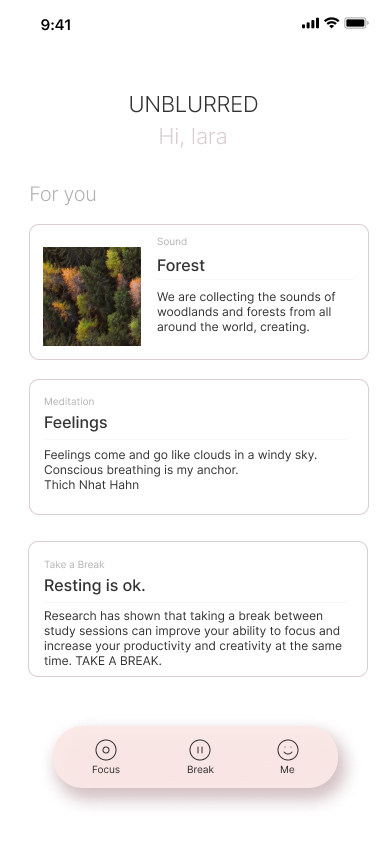 9:41
UNBLURRED
Hi, lara
For you
Sound
Forest
We are collecting the sounds of
woodlands and forests from all
around the world, creating.
Meditation
Feelings
Feelings come and go like clouds in a windy sky.
Conscious breathing is my anchor.
Thich Nhat Hahn
Take a Break
Resting is ok.
Research has shown that taking a break between
study sessions can improve your ability to focus and
increase your productivity and creativity at the same
time. TAKE A BREAK.
Focus
Break
Me